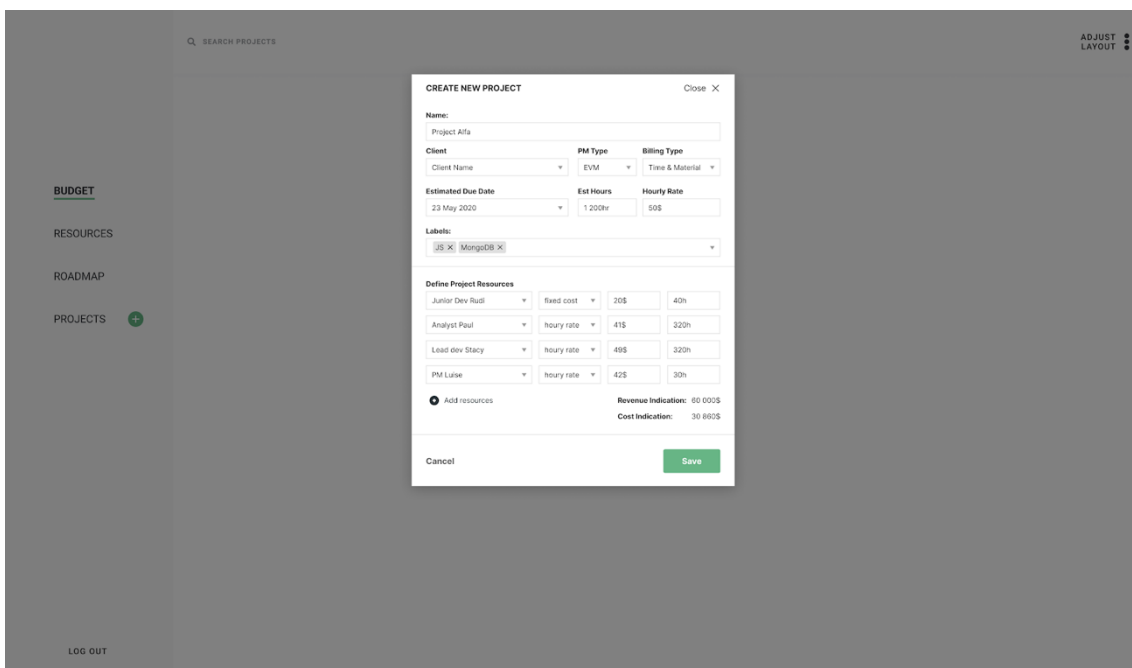 SEARCH PROJECTS
ADJUST
LAYOUT
BUDGET
RESOURCES
ROADMAP
PROJECTS
LOG OUT
CREATE NEW PROJECT Close
Name:
Project Alfa
Client PM Type Billing Type
Client Name EVM Time & Material
Estimated Due Date Est Hours Hourly Rate
23 May 2020 1 200hr 50$
Labels:
JS × MongoDB ×
Define Project Resources
Junior Dev Rudi fixed cost 20$ 40h
Analyst Paul houry rate 41$ 320h
Lead dev Stacy houry rate 49$ 320h
PM Luise houry rate 42$ 30h
Add resources Revenue Indication: 60 000$
Cost Indication: 30 860$
Cancel Save